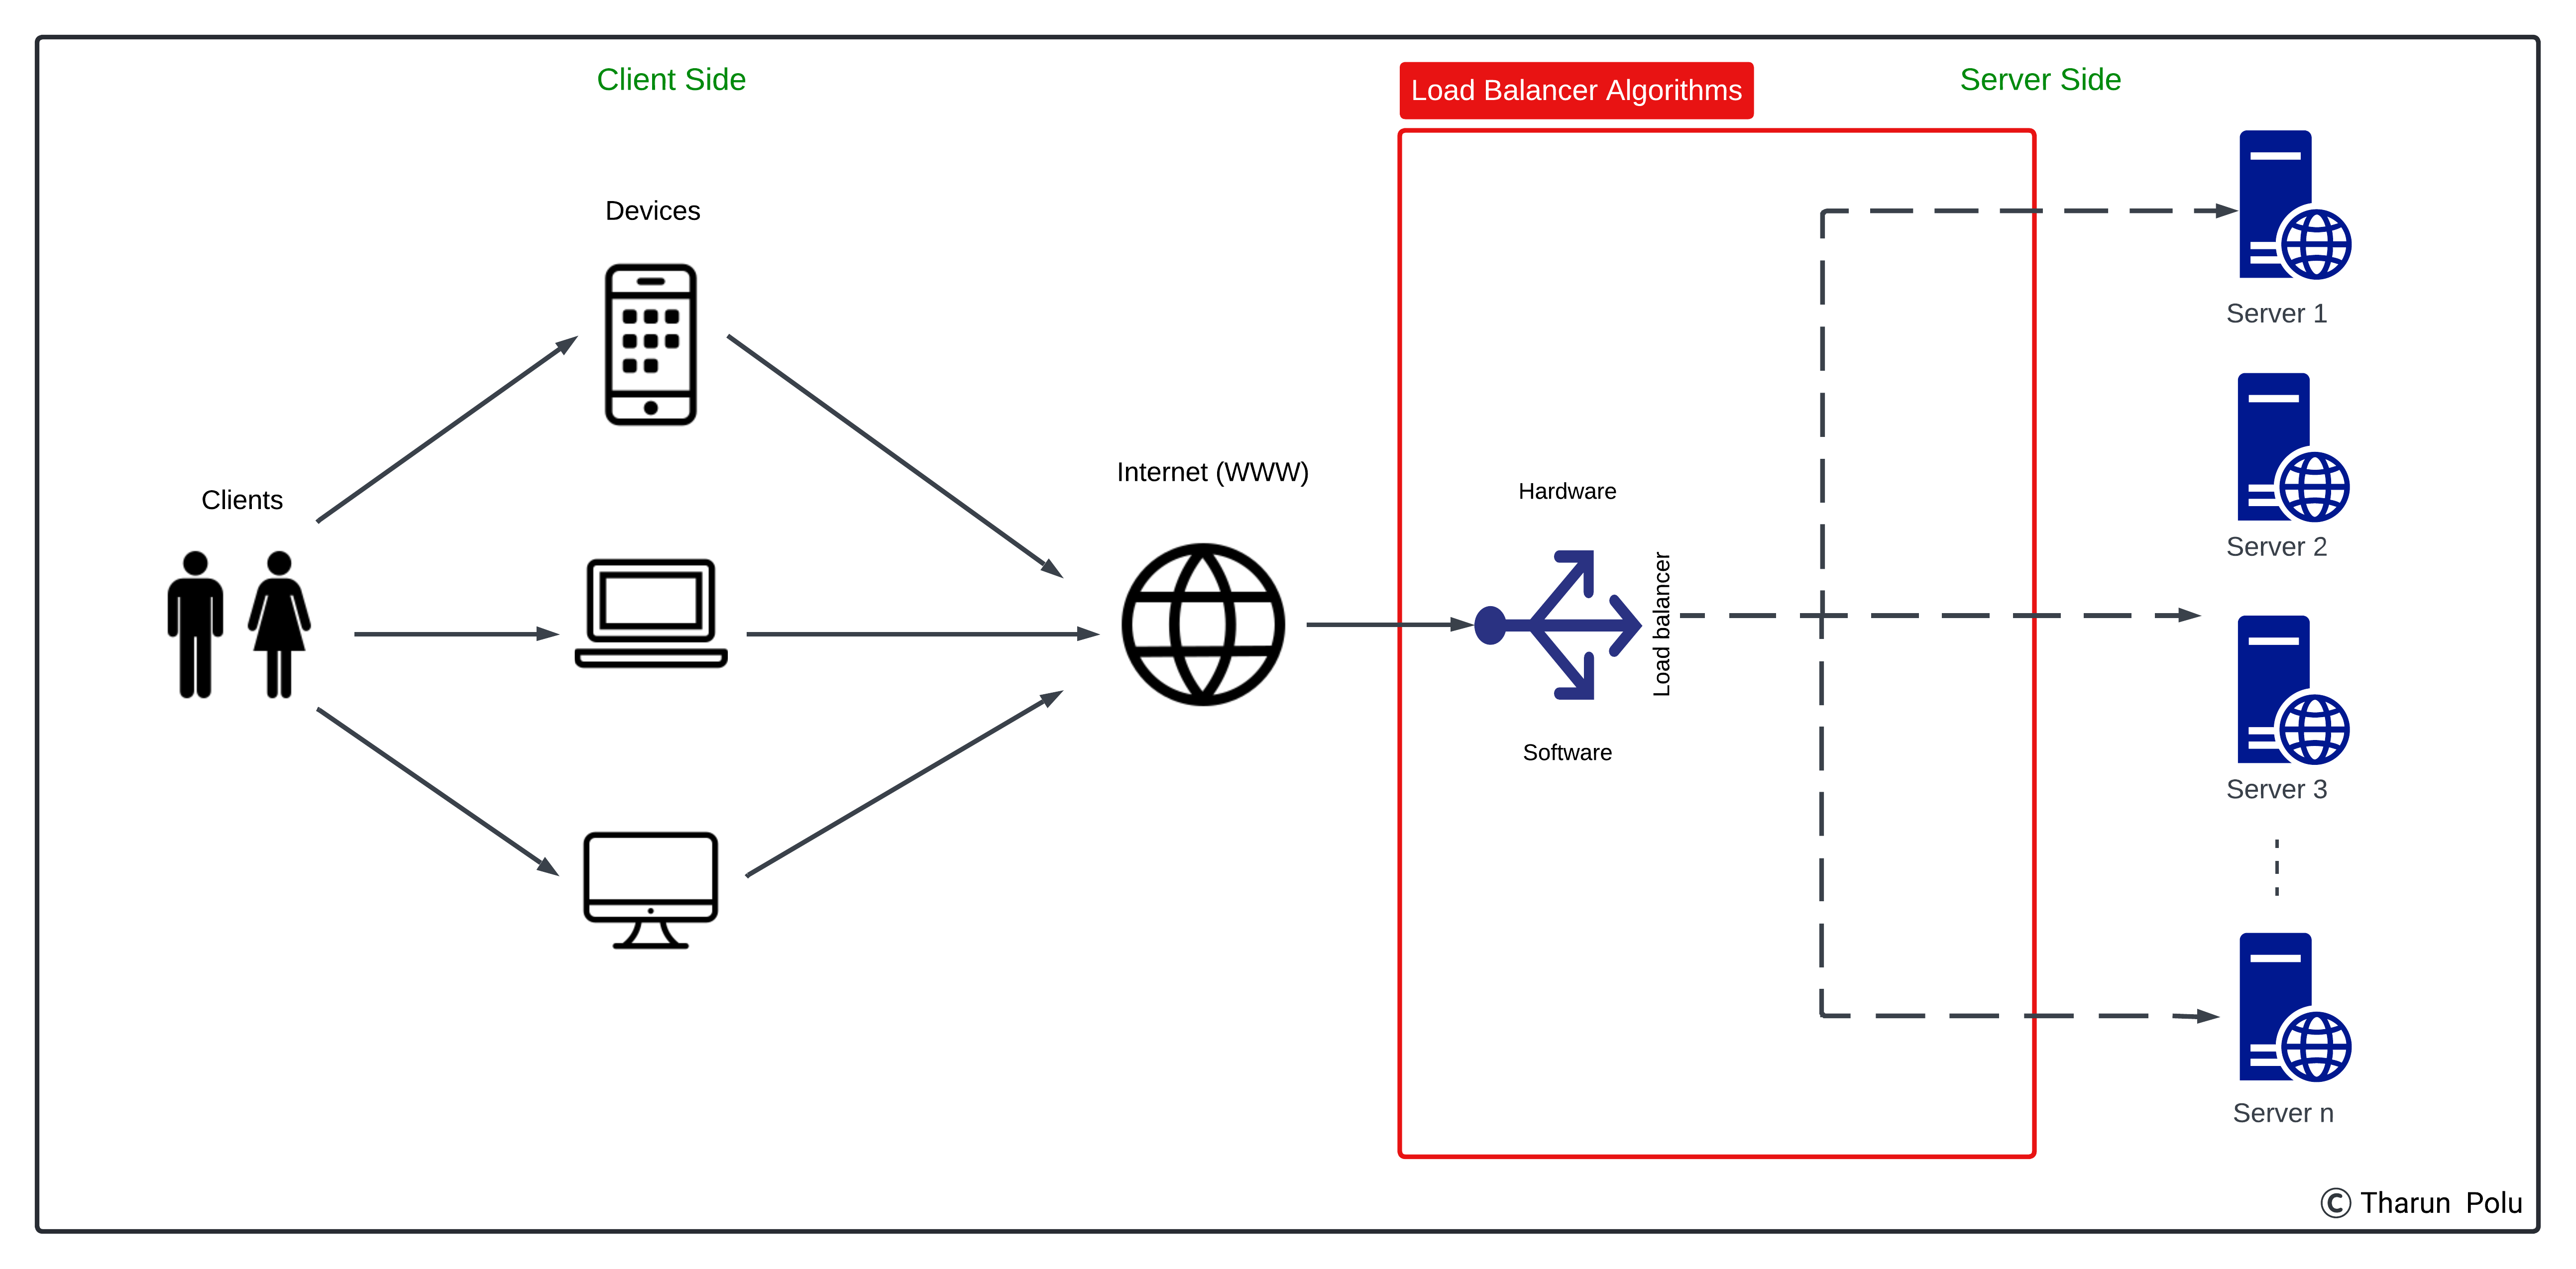 Client Side
Load Balancer Algorithms
Server Side
Devices
Clients
Internet (WWW)
Hardware
Load balancer
Software
Server 1
Server 2
Server 3
Server n
© Tharun Polu